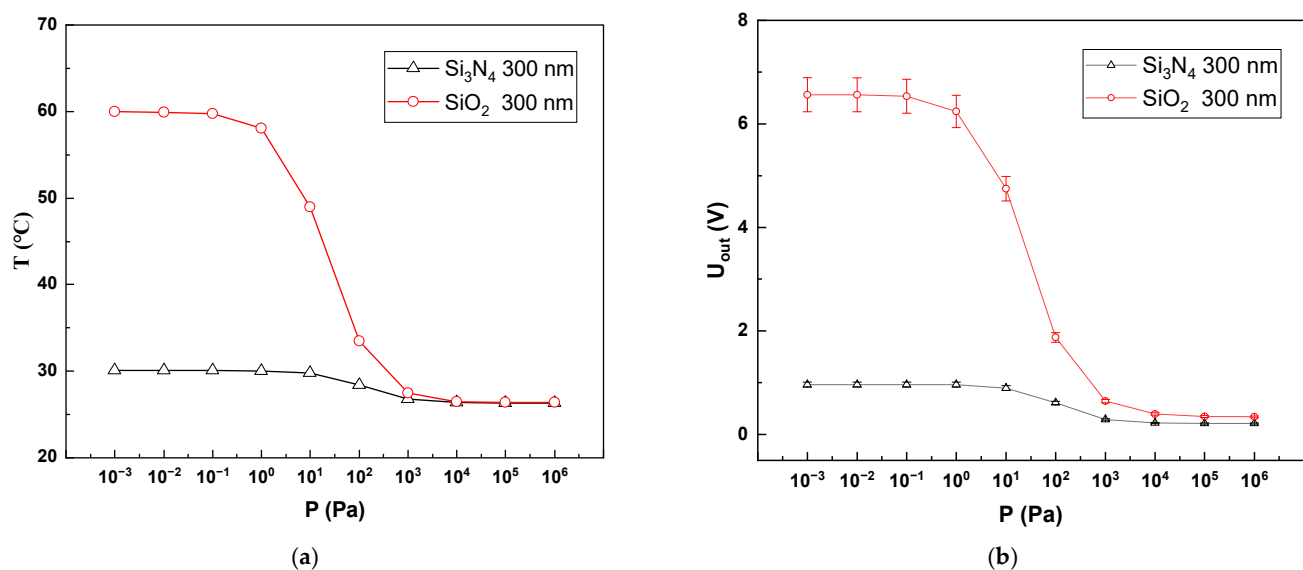 70
60
50
40
30
20
T (°C)
Si₃N₄ 300 nm
SiO₂ 300 nm
10⁻³ 10⁻² 10⁻¹ 10⁰ 10¹ 10² 10³ 10⁴ 10⁵ 10⁶
P (Pa)
(a)
8
6
4
2
0
U_out (V)
Si₃N₄ 300 nm
SiO₂ 300 nm
10⁻³ 10⁻² 10⁻¹ 10⁰ 10¹ 10² 10³ 10⁴ 10⁵ 10⁶
P (Pa)
(b)